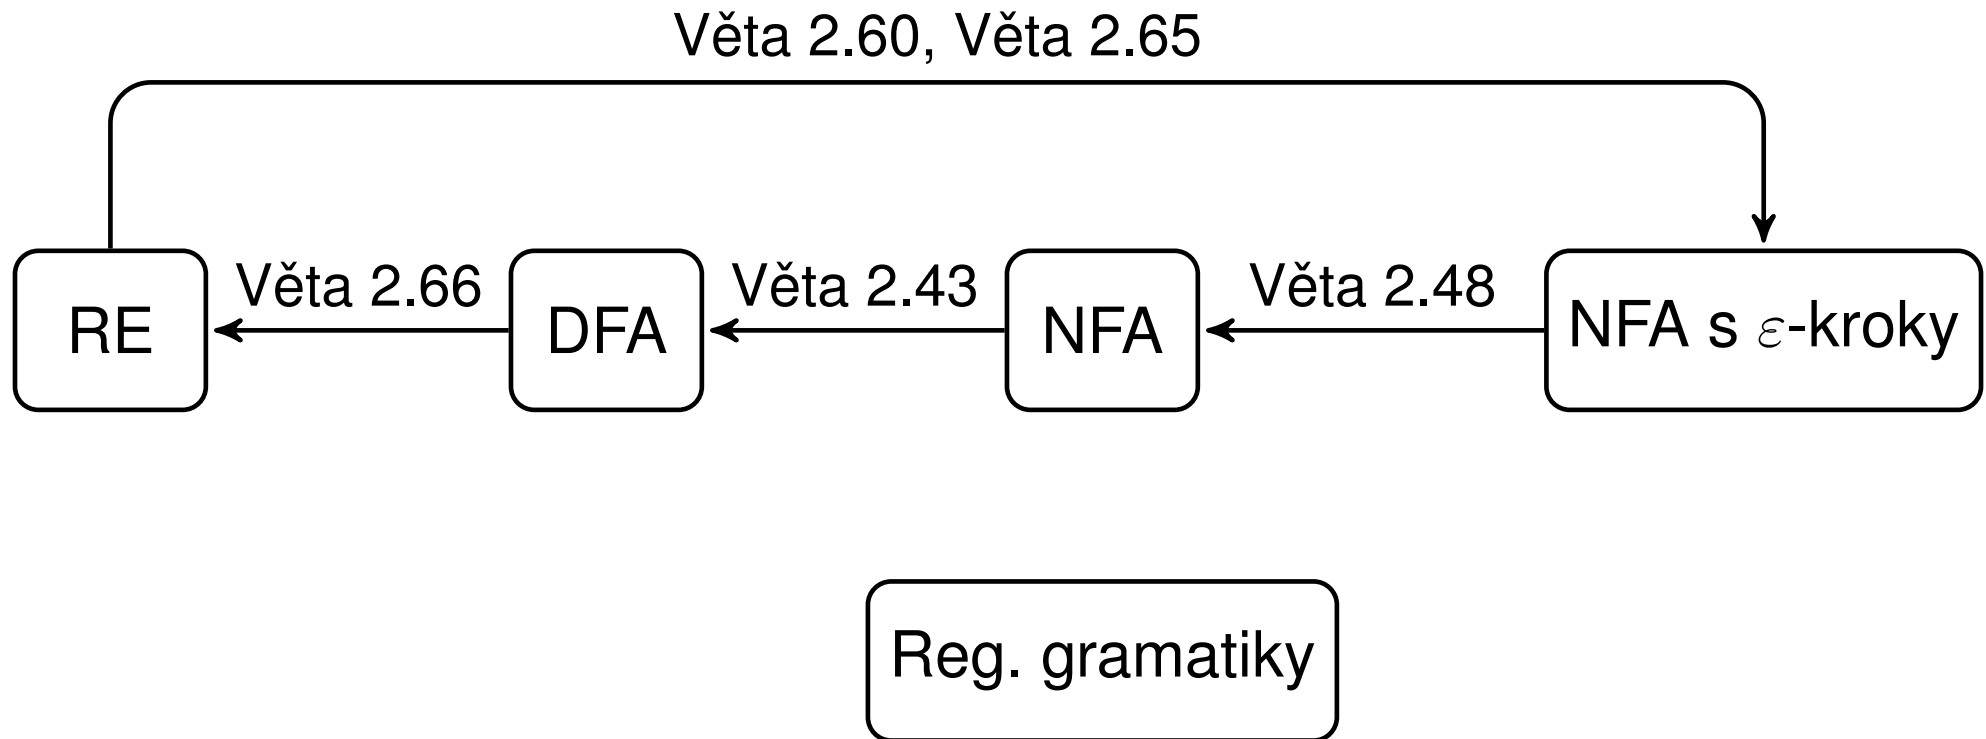 Věta 2.60, Věta 2.65
Věta 2.66
Věta 2.43
Věta 2.48
RE
DFA
NFA
NFA s ε-kroky
Reg. gramatiky